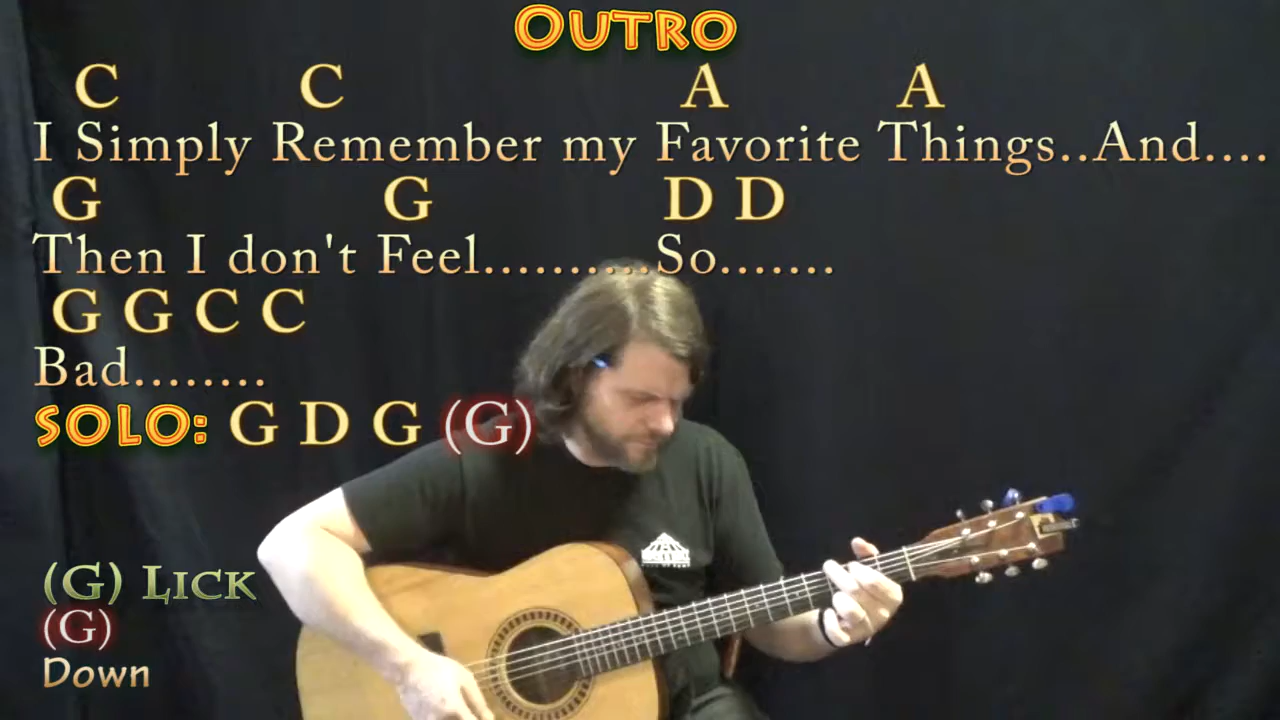 OUTRO
C C A A
I Simply Remember my Favorite Things..And....
G G D D
Then I don't Feel..........So.......
G G C C
Bad........
SOLO: G D G (G)
(G) LICK
(G)
Down